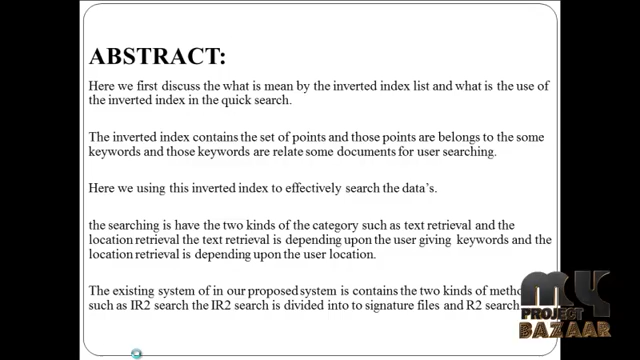 ABSTRACT:
Here we first discuss the what is mean by the inverted index list and what is the use of
the inverted index in the quick search.
The inverted index contains the set of points and those points are belongs to the some
keywords and those keywords are relate some documents for user searching.
Here we using this inverted index to effectively search the data's.
the searching is have the two kinds of the category such as text retrieval and the
location retrieval the text retrieval is depending upon the user giving keywords and the
location retrieval is depending upon the user location.
The existing system of in our proposed system is contains the two kinds of
such as IR2 search the IR2 search is divided into to signature files and R2 search
MY
PROJECT
BAZAAR